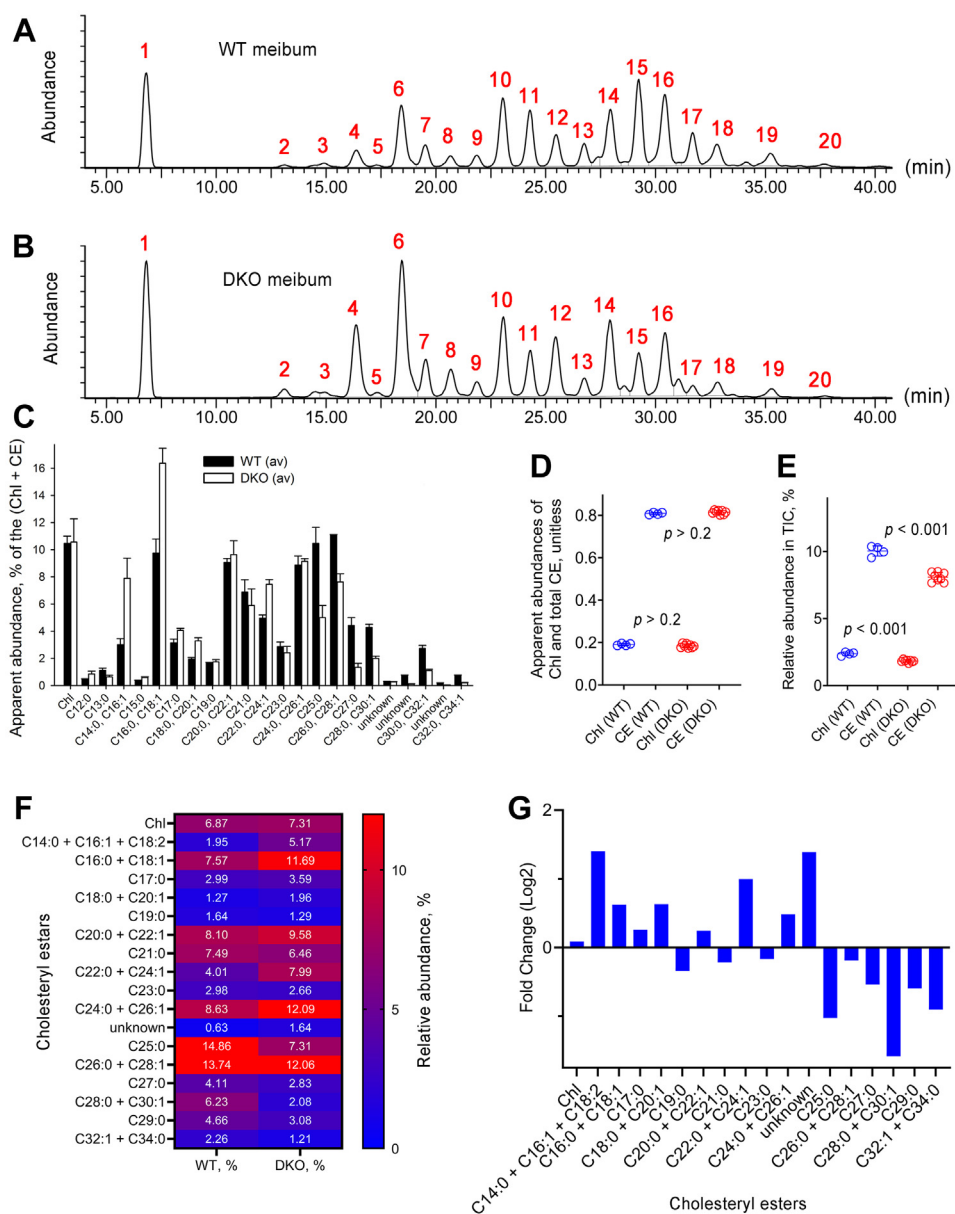 A
WT meibum
Abundance
1
2
3
4
5
6
7
8
9
10
11
12
13
14
15
16
17
18
19
20
5.00 10.00 15.00 20.00 25.00 30.00 35.00 40.00 (min)
B
DKO meibum
Abundance
1
2
3
4
5
6
7
8
9
10
11
12
13
14
15
16
17
18
19
20
5.00 10.00 15.00 20.00 25.00 30.00 35.00 40.00 (min)
C
Apparent abundance, % of the (Chl + CE)
WT (av)
DKO (av)
16
14
12
10
8
6
4
2
0
Chl
C12:0
C13:0
C14:0, C16:1
C15:0
C16:0, C18:1
C17:0
C18:0, C20:1
C19:0
C20:0, C22:1
C21:0
C22:0, C24:1
C23:0
C24:0, C26:1
C25:0
C26:0, C28:1
C27:0
C28:0, C30:1
unknown
unknown
C30:0, C32:1
unknown
C32:0, C34:1
D
Apparent abundances of
Chl and total CE, unitless
0.8
0.6
0.4
0.2
0.0
p > 0.2
p > 0.2
Chl (WT)
CE (WT)
Chl (DKO)
CE (DKO)
E
Relative abundance in TIC, %
10
5
0
p < 0.001
p < 0.001
Chl (WT)
CE (WT)
Chl (DKO)
CE (DKO)
F
Cholesteryl estars
Chl 6.87 7.31
C14:0 + C16:1 + C18:2 1.95 5.17
C16:0 + C18:1 7.57 11.69
C17:0 2.99 3.59
C18:0 + C20:1 1.27 1.96
C19:0 1.64 1.29
C20:0 + C22:1 8.10 9.58
C21:0 7.49 6.46
C22:0 + C24:1 4.01 7.99
C23:0 2.98 2.66
C24:0 + C26:1 8.63 12.09
unknown 0.63 1.64
C25:0 14.86 7.31
C26:0 + C28:1 13.74 12.06
C27:0 4.11 2.83
C28:0 + C30:1 6.23 2.08
C29:0 4.66 3.08
C32:1 + C34:0 2.26 1.21
WT, % DKO, %
10
5
0
Relative abundance, %
G
Fold Change (Log2)
2
0
Chl
C14:0 + C16:1 + C18:2
C16:0 + C18:1
C17:0
C18:0 + C20:1
C19:0
C20:0 + C22:1
C21:0
C22:0 + C24:1
C23:0
C24:0 + C26:1
unknown
C25:0
C26:0 + C28:1
C27:0
C28:0 + C30:1
C29:0
C32:1 + C34:0
Cholesteryl esters